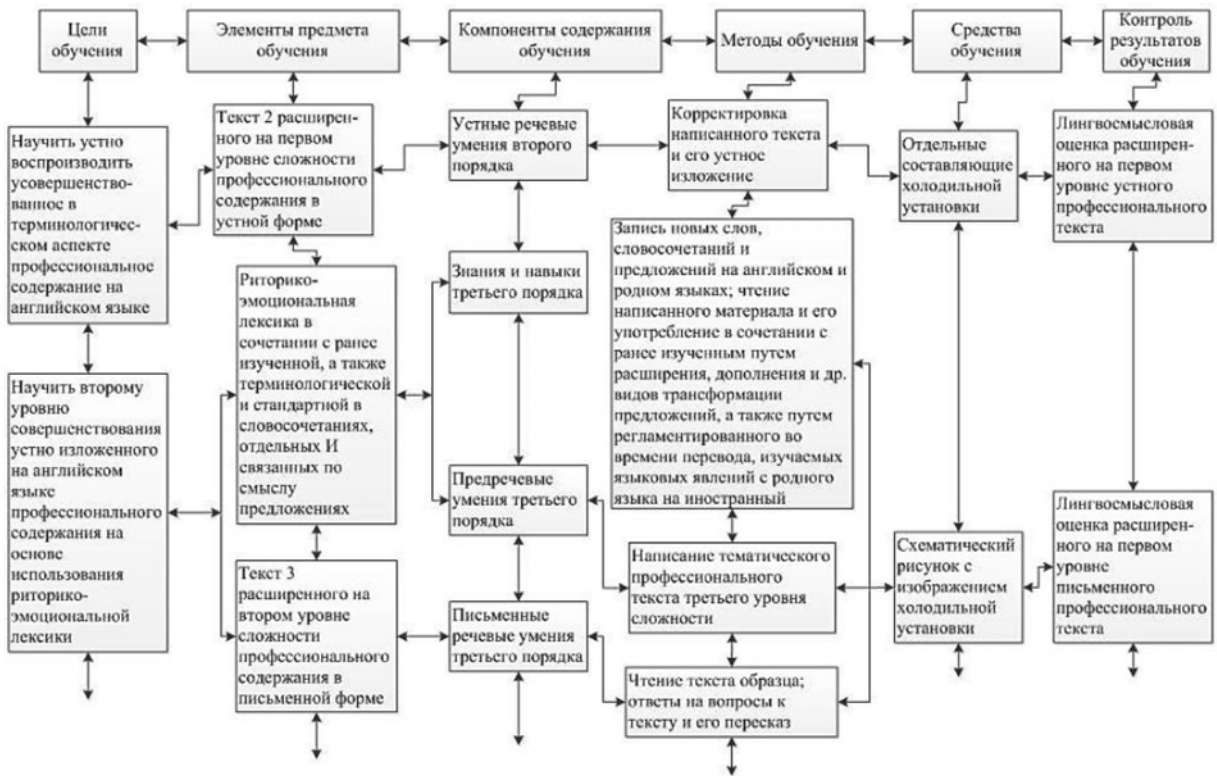 Цели
обучения
Элементы предмета
обучения
Компоненты содержания
обучения
Методы обучения
Средства
обучения
Контроль
результатов
обучения
Научить устно
воспроизводить
усовершенство-
ванное в
терминологичес-
ском аспекте
профессиональное
содержание на
английском языке
Текст 2 расширен-
ного на первом
уровне сложности
профессионального
содержания в
устной форме
Устные речевые
умения второго
порядка
Корректировка
написанного текста
и его устное
изложение
Отдельные
составляющие
холодильной
установки
Лингвосмысловая
оценка расширен-
ного на первом
уровне устного
профессионального
текста
Научить второму
уровню
совершенствования
устно изложенного
на английском
языке
профессионального
содержания на
основе
использования
риторико-
эмоциональной
лексики
Риторико-
эмоциональная
лексика в
сочетании с ранее
изученной, а также
терминологической
и стандартной в
словосочетаниях,
отдельных И
связанных по
смыслу
предложениях
Знания и навыки
третьего порядка
Запись новых слов,
словосочетаний и
предложений на английском и
родном языках; чтение
написанного материала и его
употребление в сочетании с
ранее изученным путем
расширения, дополнения и др.
видов трансформации
предложений, а также путем
регламентированного во
времени перевода, изучаемых
языковых явлений с родного
языка на иностранный
Предречевые
умения третьего
порядка
Текст 3
расширенного на
втором уровне
сложности
профессионального
содержания в
письменной форме
Письменные
речевые умения
третьего порядка
Написание тематического
профессионального
текста третьего уровня
сложности
Чтение текста образца;
ответы на вопросы к
тексту и его пересказ
Схематический
рисунок с
изображением
холодильной
установки
Лингвосмысловая
оценка расширен-
ного на первом
уровне
письменного
профессионального
текста